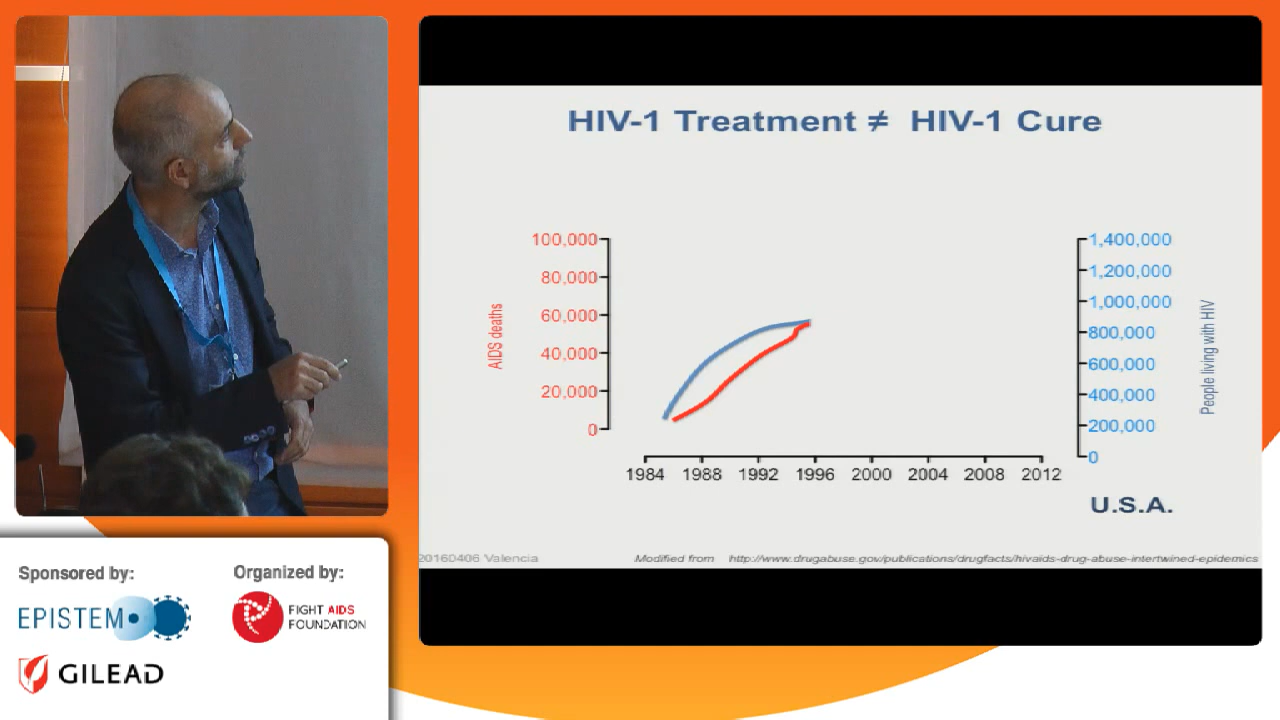 HIV-1 Treatment ≠ HIV-1 Cure
AIDS deaths
100,000
80,000
60,000
40,000
20,000
0
1,400,000
1,200,000
1,000,000
800,000
600,000
400,000
200,000
0
People living with HIV
1984 1988 1992 1996 2000 2004 2008 2012
U.S.A.
20160406 Valencia
Modified from http://www.drugabuse.gov/publications/drugfacts/hivaids-drug-abuse-intertwined-epidemics
Sponsored by:
EPISTEM
GILEAD
Organized by:
FIGHT AIDS
FOUNDATION